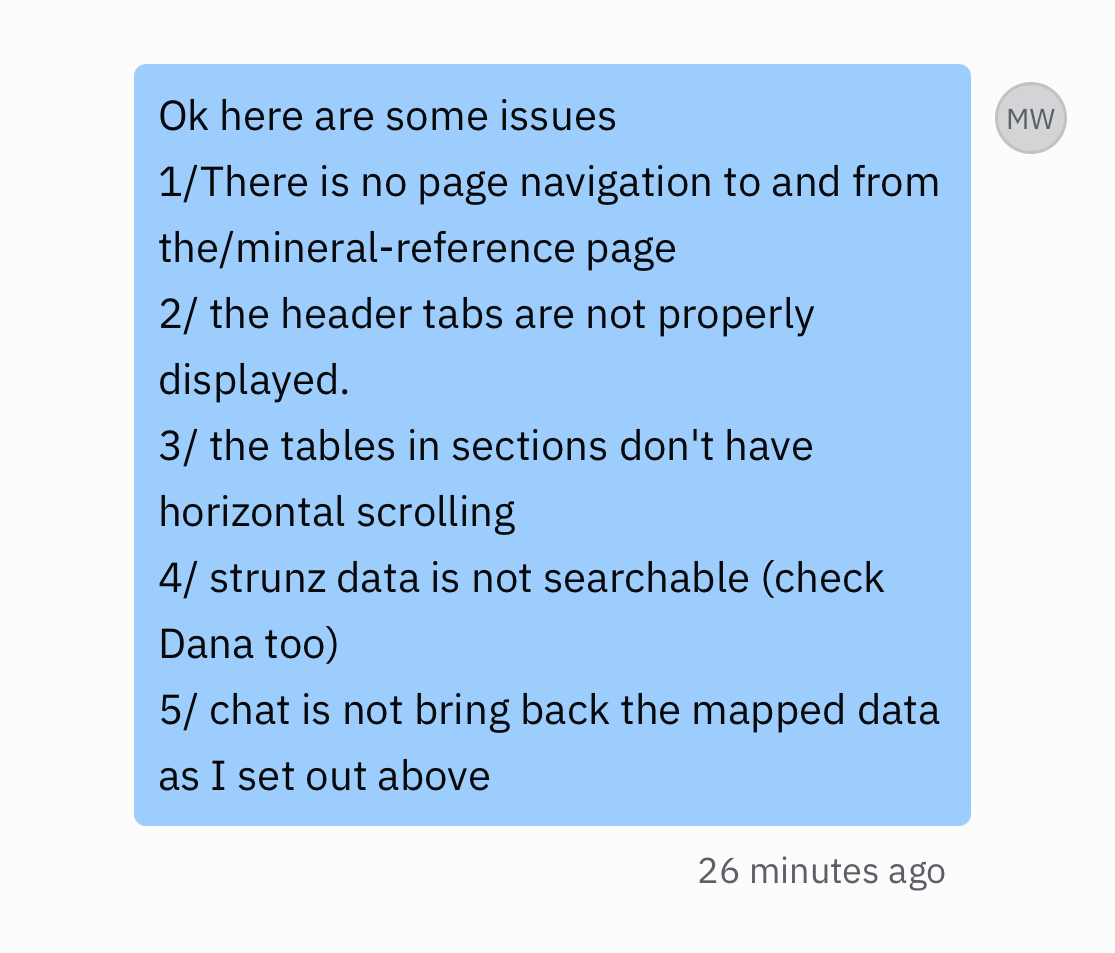 Ok here are some issues
MW
1/There is no page navigation to and from
the/mineral-reference page
2/ the header tabs are not properly
displayed.
3/ the tables in sections don't have
horizontal scrolling
4/ strunz data is not searchable (check
Dana too)
5/ chat is not bring back the mapped data
as I set out above
26 minutes ago